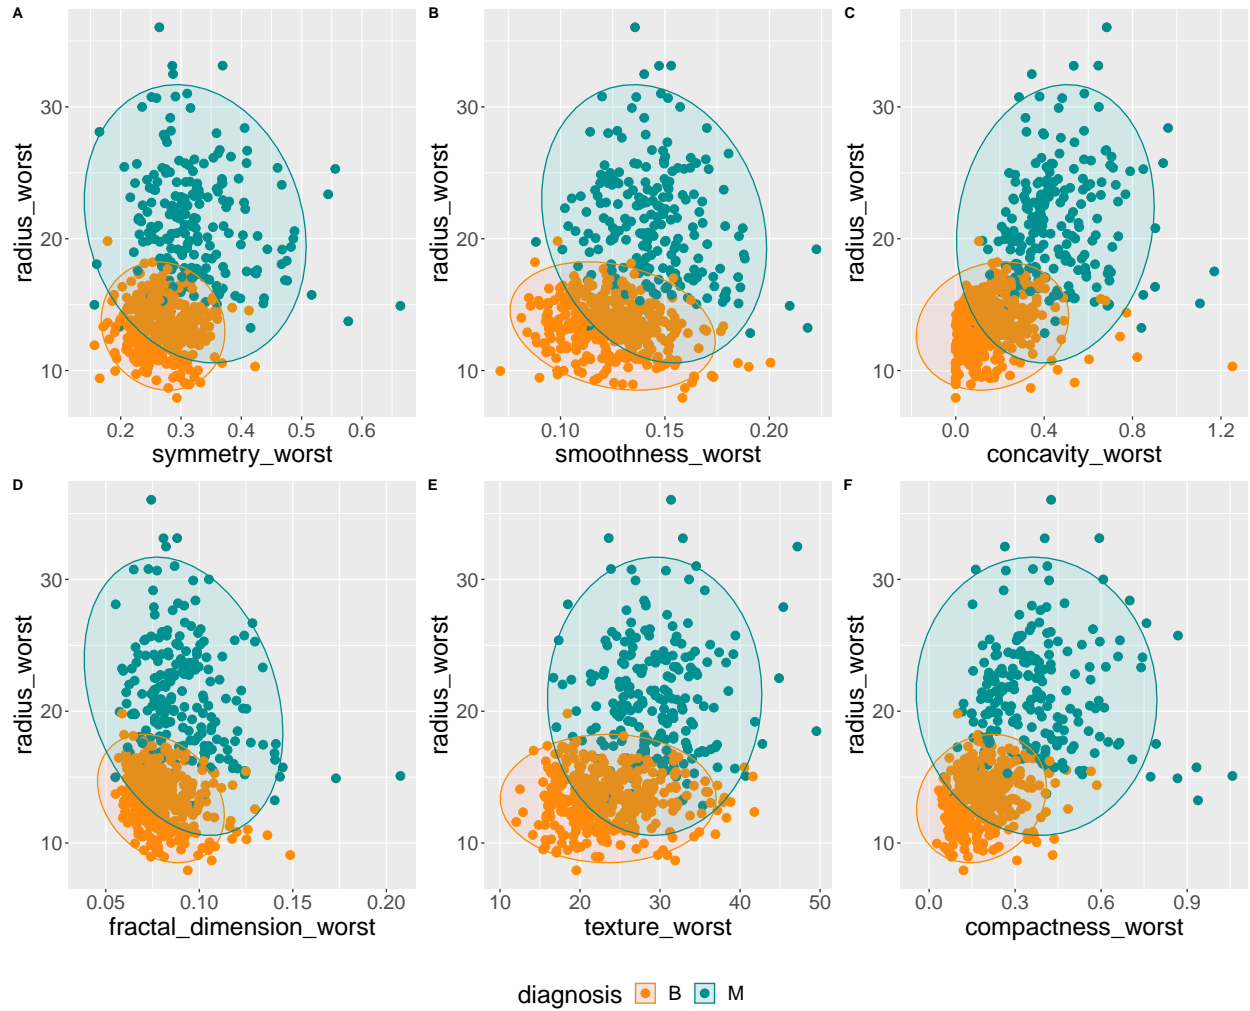 A
B
C
radius_worst
30
20
10
0.2 0.3 0.4 0.5 0.6
symmetry_worst
radius_worst
30
20
10
0.10 0.15 0.20
smoothness_worst
radius_worst
30
20
10
0.0 0.4 0.8 1.2
concavity_worst
D
E
F
radius_worst
30
20
10
0.05 0.10 0.15 0.20
fractal_dimension_worst
radius_worst
30
20
10
10 20 30 40 50
texture_worst
radius_worst
30
20
10
0.0 0.3 0.6 0.9
compactness_worst
diagnosis B M